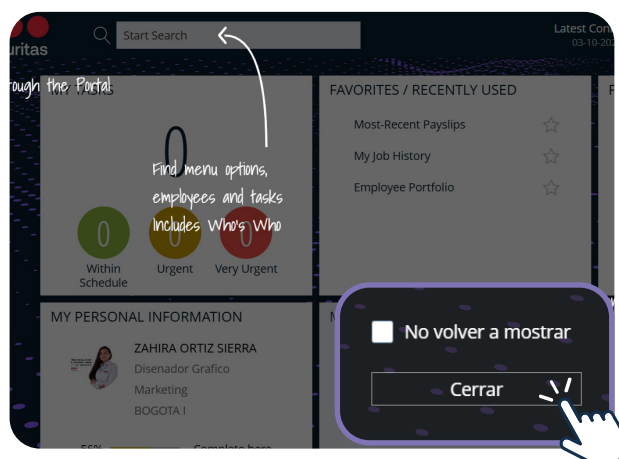 Start Search
Latest Con
03-10-202
uritas
rough the Portal
MY TASKS
0
Find menu options,
employees and tasks
Includes Who's Who
0
0
0
Within
Schedule
Urgent
Very Urgent
FAVORITES / RECENTLY USED
Most-Recent Payslips
My Job History
Employee Portfolio
MY PERSONAL INFORMATION
ZAHIRA ORTIZ SIERRA
Disenador Grafico
Marketing
BOGOTA I
56%
Complete here
No volver a mostrar
Cerrar